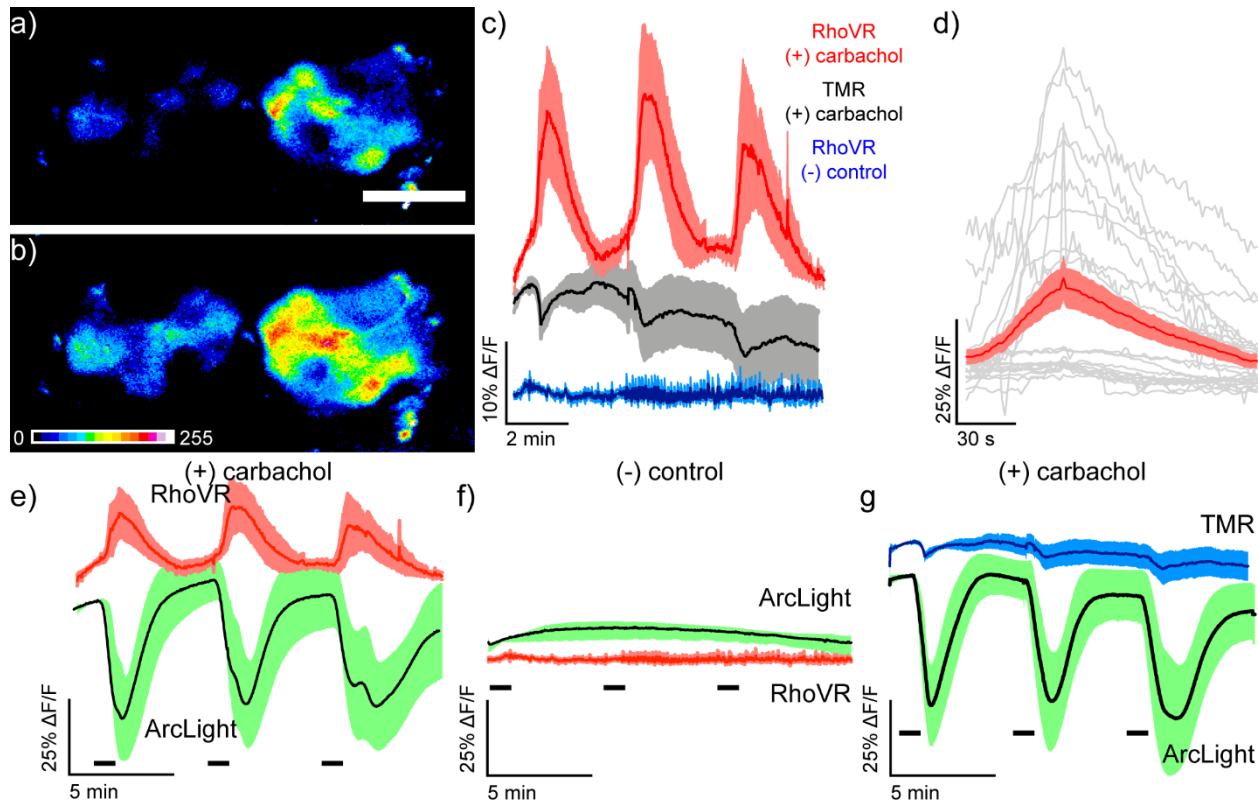 a)
b)
0 255
c)
RhoVR
(+) carbachol
TMR
(+) carbachol
RhoVR
(-) control
10% ΔF/F
2 min
d)
25% ΔF/F
30 s
(+) carbachol
e)
RhoVR
ArcLight
25% ΔF/F
5 min
(-) control
f)
ArcLight
RhoVR
25% ΔF/F
5 min
(+) carbachol
g)
TMR
ArcLight
25% ΔF/F
5 min